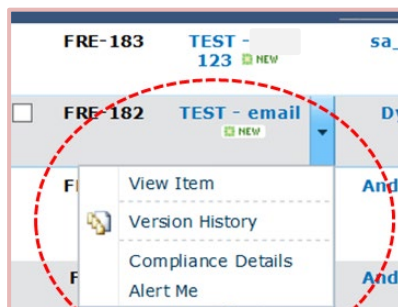 FRE-183 TEST - sa_
123 NEW
FRE-182 TEST - email Dy
NEW
View Item
Version History
Compliance Details
Alert Me
And
And